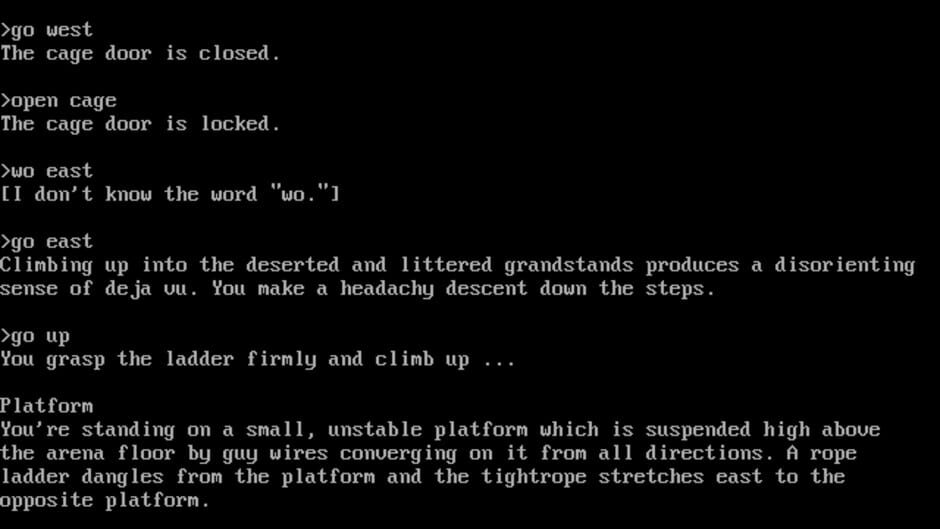 >go west
The cage door is closed.
>open cage
The cage door is locked.
>wo east
[I don't know the word "wo."]
>go east
Climbing up into the deserted and littered grandstands produces a disorienting
sense of deja vu. You make a headachy descent down the steps.
>go up
You grasp the ladder firmly and climb up ...
Platform
You're standing on a small, unstable platform which is suspended high above
the arena floor by guy wires converging on it from all directions. A rope
ladder dangles from the platform and the tightrope stretches east to the
opposite platform.